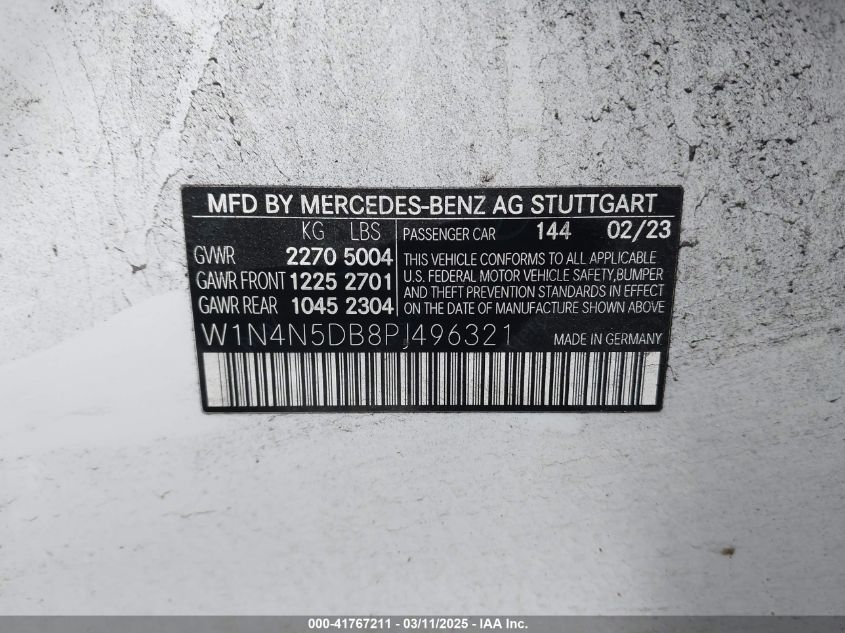 MFD BY MERCEDES-BENZ AG STUTTGART
KG LBS
GVWR 2270 5004
GAWR FRONT 1225 2701
GAWR REAR 1045 2304
PASSENGER CAR 144 02/23
THIS VEHICLE CONFORMS TO ALL APPLICABLE
U.S. FEDERAL MOTOR VEHICLE SAFETY,BUMPER
AND THEFT PREVENTION STANDARDS IN EFFECT
ON THE DATE OF MANUFACTURE SHOWN ABOVE
W1N4N5DB8PJ496321
MADE IN GERMANY
000-41767211 - 03/11/2025 - IAA Inc.